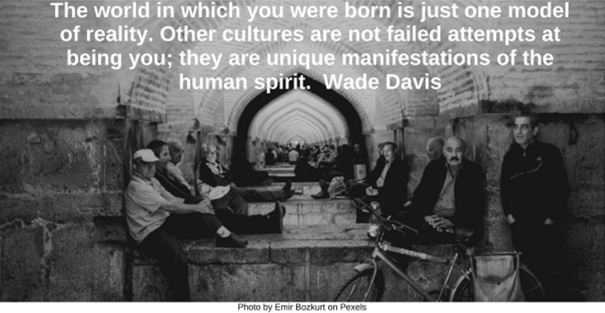 The world in which you were born is just one model
of reality. Other cultures are not failed attempts at
being you; they are unique manifestations of the
human spirit.  Wade Davis
Photo by Emir Bozkurt on Pexels